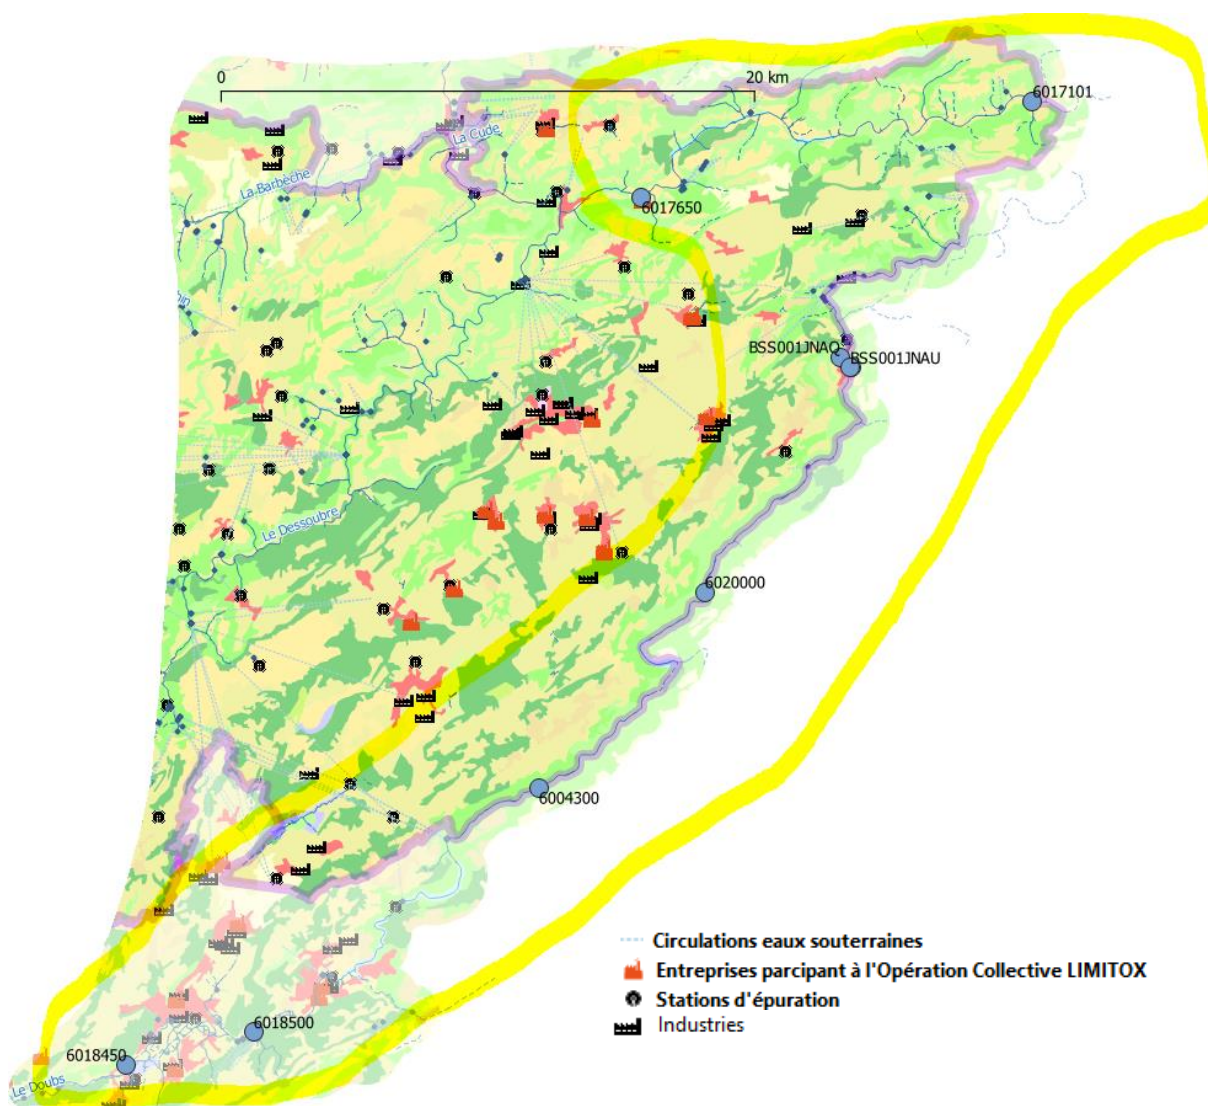 0
20 km
6017101
La Cude
La Barbèche
6017650
BSS001JNAQ
BSS001JNAU
Le Dessoubre
6020000
6004300
Circulations eaux souterraines
Entreprises parcipant à l'Opération Collective LIMITOX
Stations d'épuration
Industries
6018500
6018450
Le Doubs